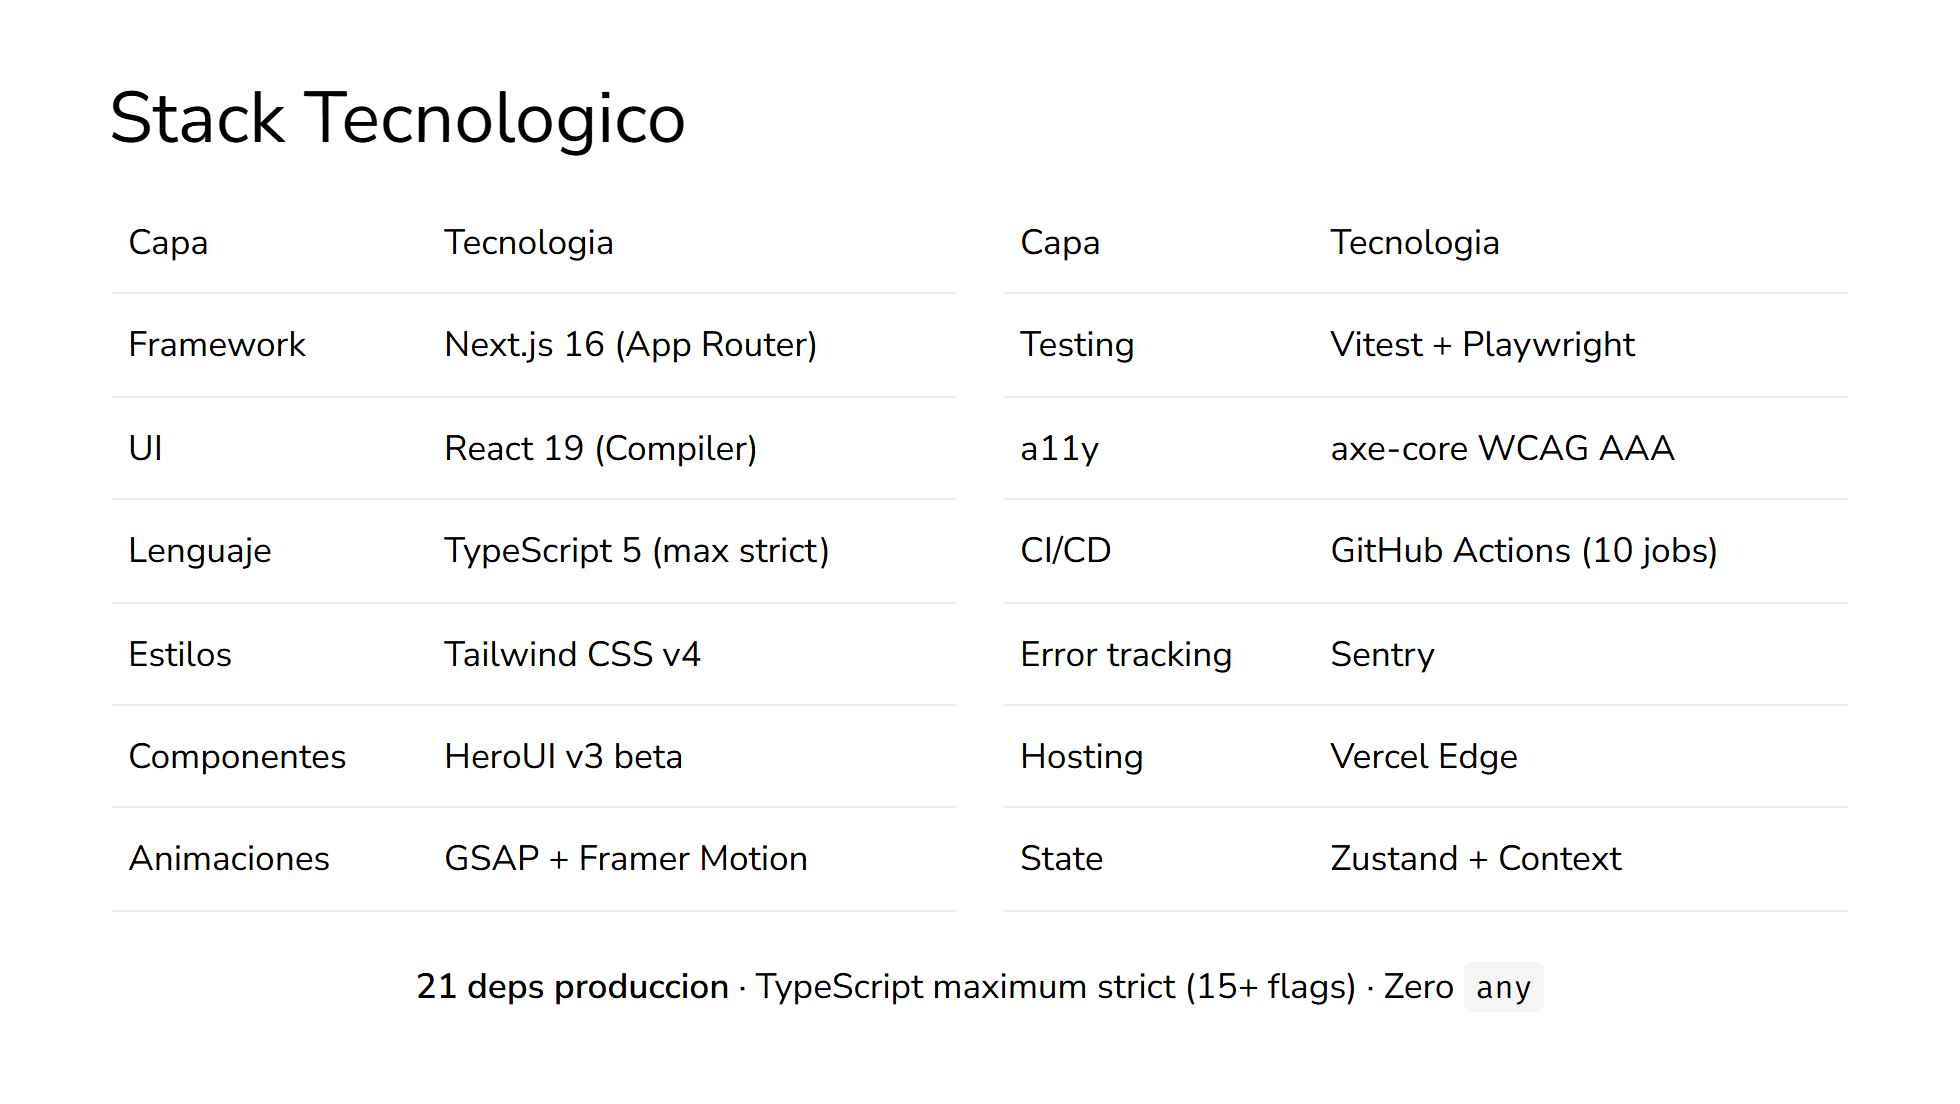 Stack Tecnologico
Capa Tecnologia
Framework Next.js 16 (App Router)
UI React 19 (Compiler)
Lenguaje TypeScript 5 (max strict)
Estilos Tailwind CSS v4
Componentes HeroUI v3 beta
Animaciones GSAP + Framer Motion
Capa Tecnologia
Testing Vitest + Playwright
a11y axe-core WCAG AAA
CI/CD GitHub Actions (10 jobs)
Error tracking Sentry
Hosting Vercel Edge
State Zustand + Context
21 deps produccion · TypeScript maximum strict (15+ flags) · Zero any